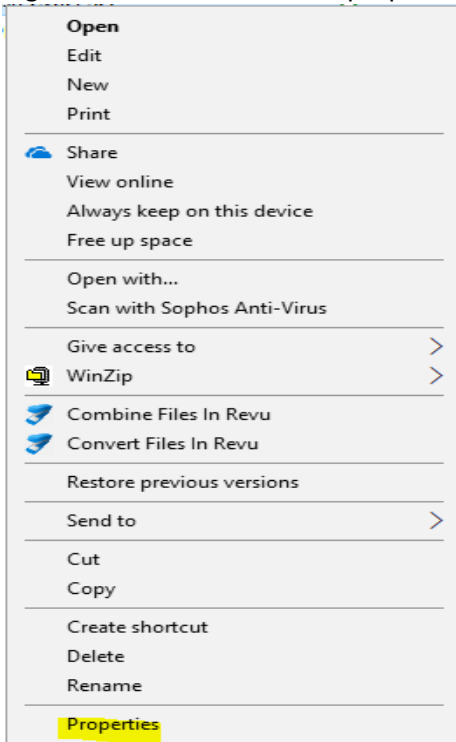 Open
Edit
New
Print
Share
View online
Always keep on this device
Free up space
Open with...
Scan with Sophos Anti-Virus
Give access to
WinZip
Combine Files In Revu
Convert Files In Revu
Restore previous versions
Send to
Cut
Copy
Create shortcut
Delete
Rename
Properties